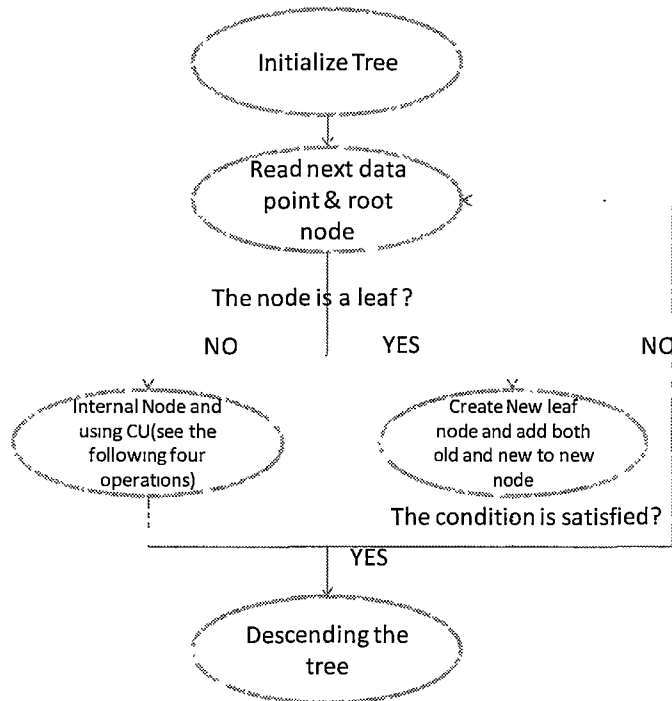 Initialize Tree
Read next data
point & root
node
The node is a leaf ?
NO
YES
NO
Internal Node and
using CU(see the
following four
operations)
Create New leaf
node and add both
old and new to new
node
The condition is satisfied?
YES
Descending the
tree